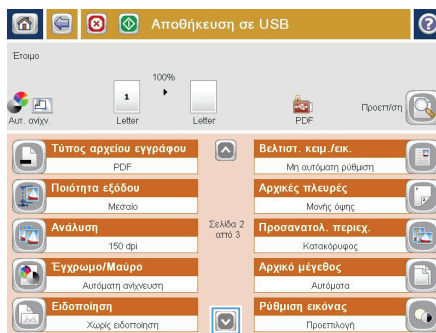 Αποθήκευση σε USB
Έτοιμο
100%
1
Αυτ. ανίχν.
Letter
Letter
PDF
Προεπ/ση
Τύπος αρχείου εγγράφου
PDF
Ποιότητα εξόδου
Μεσαίο
Ανάλυση
150 dpi
Έγχρωμο/Μαύρο
Αυτόματη ανίχνευση
Ειδοποίηση
Χωρίς ειδοποίηση
Σελίδα 2
από 3
Βελτιστ. κειμ./εικ.
Μη αυτόματη ρύθμιση
Αρχικές πλευρές
Μονής όψης
Προσανατολ. περιεχ.
Κατακόρυφος
Αρχικό μέγεθος
Αυτόματα
Ρύθμιση εικόνας
Προεπιλογή